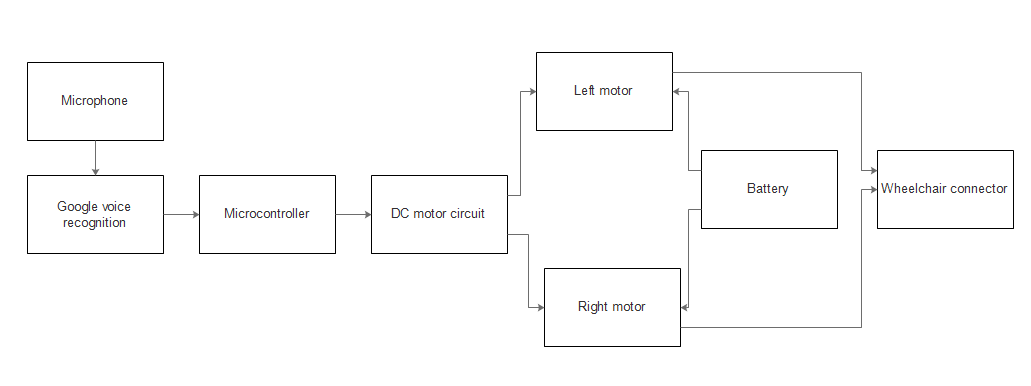 Microphone
Google voice
recognition
Microcontroller
DC motor circuit
Left motor
Right motor
Battery
Wheelchair connector